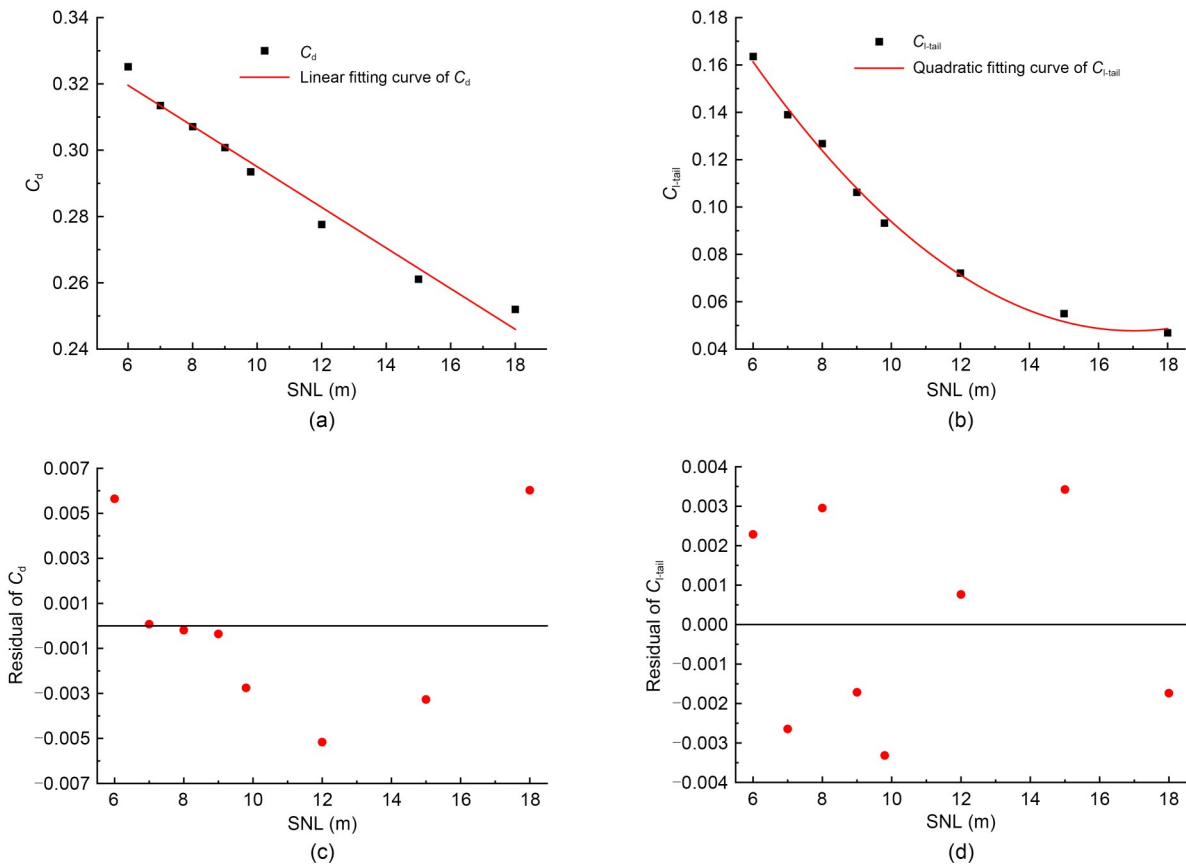 0.34
0.32
0.30
0.28
0.26
0.24
C_d
C_d
Linear fitting curve of C_d
6 8 10 12 14 16 18
SNL (m)
(a)
0.18
0.16
0.14
0.12
0.10
0.08
0.06
0.04
C_l-tail
C_l-tail
Quadratic fitting curve of C_l-tail
6 8 10 12 14 16 18
SNL (m)
(b)
0.007
0.005
0.003
0.001
−0.001
−0.003
−0.005
−0.007
Residual of C_d
6 8 10 12 14 16 18
SNL (m)
(c)
0.004
0.003
0.002
0.001
0.000
−0.001
−0.002
−0.003
−0.004
Residual of C_l-tail
6 8 10 12 14 16 18
SNL (m)
(d)